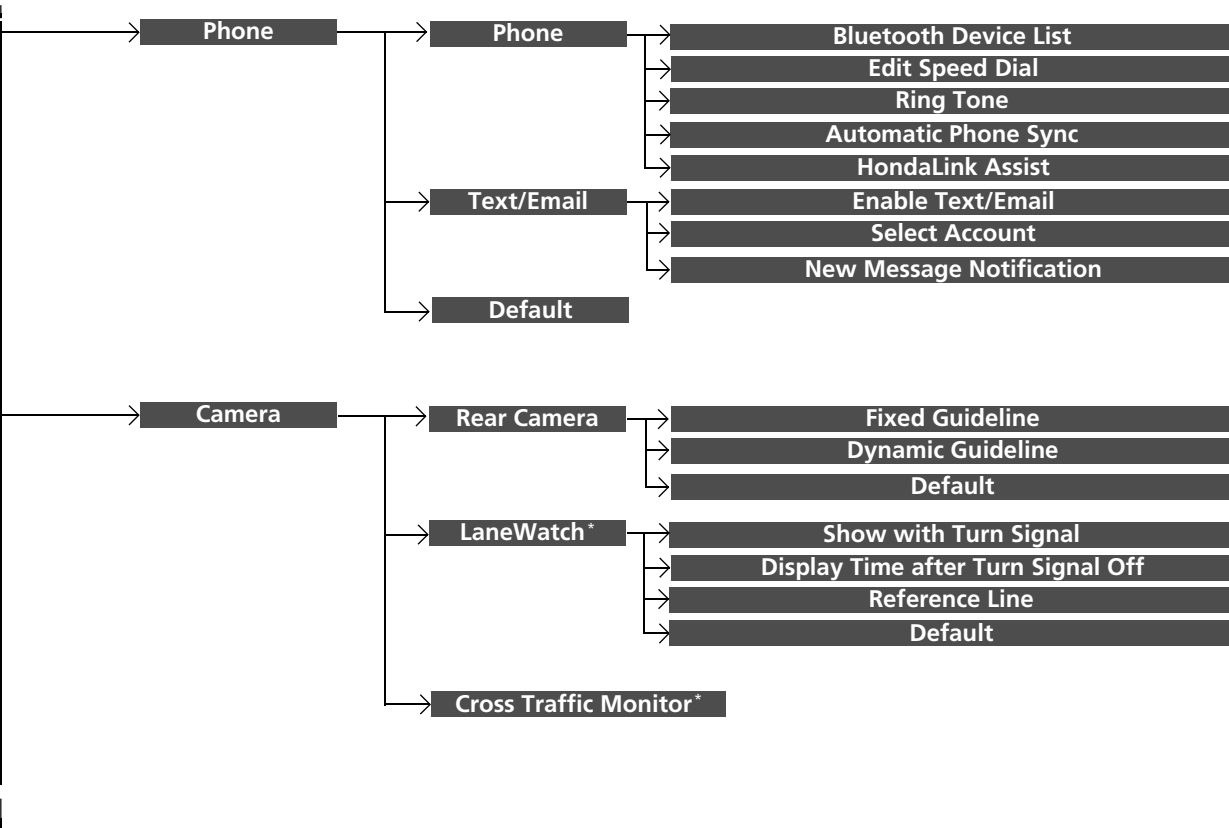 Phone
Phone
Bluetooth Device List
Edit Speed Dial
Ring Tone
Automatic Phone Sync
HondaLink Assist
Text/Email
Enable Text/Email
Select Account
New Message Notification
Default
Camera
Rear Camera
Fixed Guideline
Dynamic Guideline
Default
LaneWatch*
Show with Turn Signal
Display Time after Turn Signal Off
Reference Line
Default
Cross Traffic Monitor*